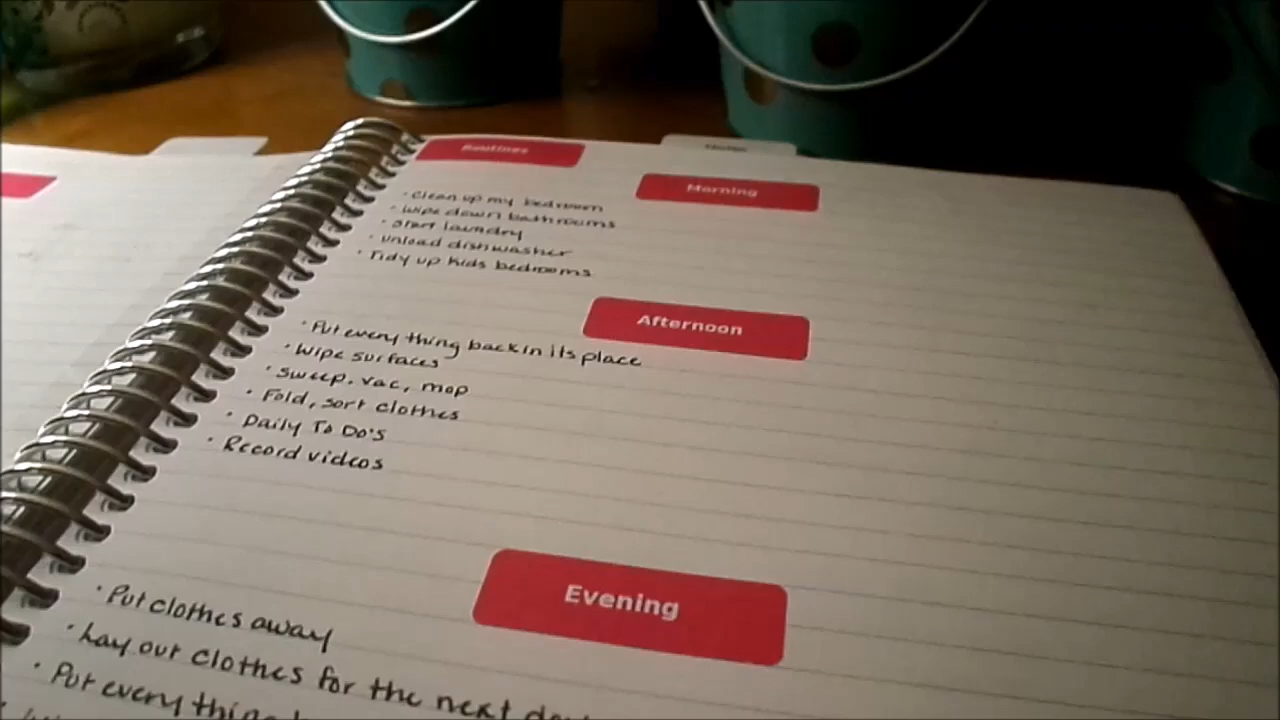 Routines
Morning
· Clean up my bedroom
· Wipe down bathrooms
· Start laundry
· Unload dishwasher
· Tidy up kids bedrooms
Afternoon
· Put every thing back in its place
· Wipe surfaces
· Sweep, vac, mop
· Fold, sort clothes
· Daily To Do's
· Record videos
Evening
· Put clothes away
· Lay out clothes for the next
· Put every thing